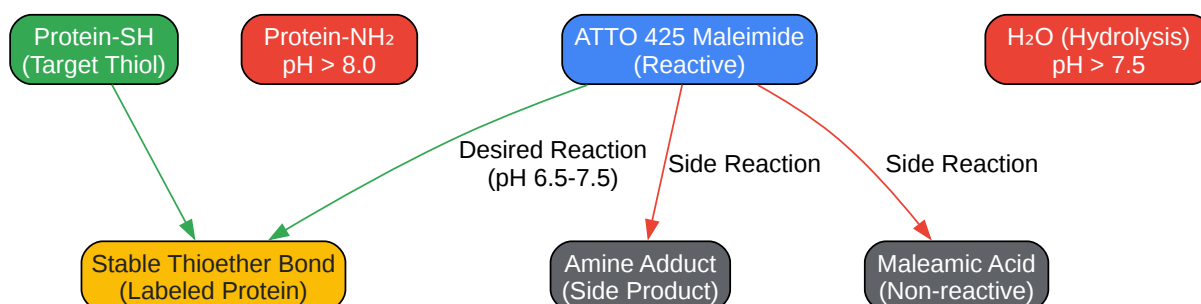 Protein-SH
(Target Thiol)
Protein-NH₂
pH > 8.0
ATTO 425 Maleimide
(Reactive)
H₂O (Hydrolysis)
pH > 7.5
Desired Reaction
(pH 6.5-7.5)
Side Reaction
Side Reaction
Stable Thioether Bond
(Labeled Protein)
Amine Adduct
(Side Product)
Maleamic Acid
(Non-reactive)